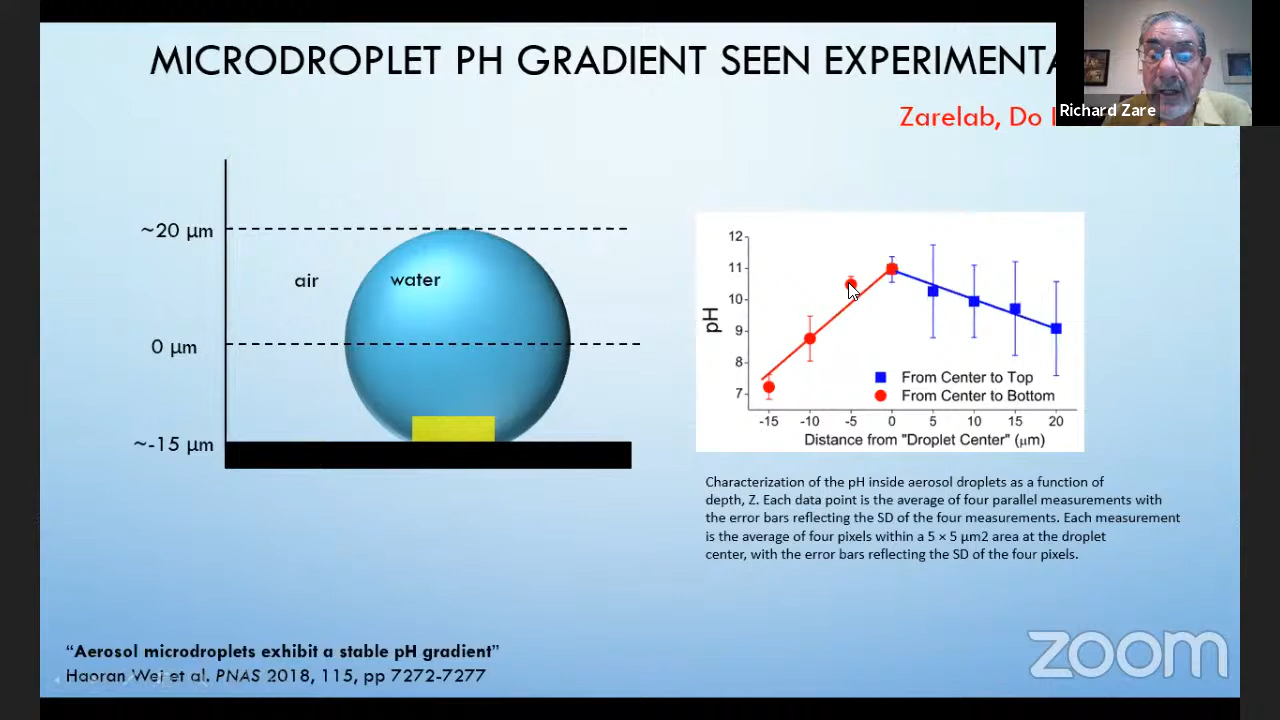 MICRODROPLET PH GRADIENT SEEN
Zarelab, Do
Richard Zare
~20 µm
air
water
0 µm
~-15 µm
12
11
10
9
8
7
pH
From Center to Top
From Center to Bottom
-15 -10 -5 0 5 10 15 20
Distance from "Droplet Center" (µm)
Characterization of the pH inside aerosol droplets as a function of
depth, Z. Each data point is the average of four parallel measurements with
the error bars reflecting the SD of the four measurements. Each measurement
is the average of four pixels within a 5 × 5 µm2 area at the droplet
center, with the error bars reflecting the SD of the four pixels.
“Aerosol microdroplets exhibit a stable pH gradient”
Haoran Wei et al. PNAS 2018, 115, pp 7272-7277
zoom